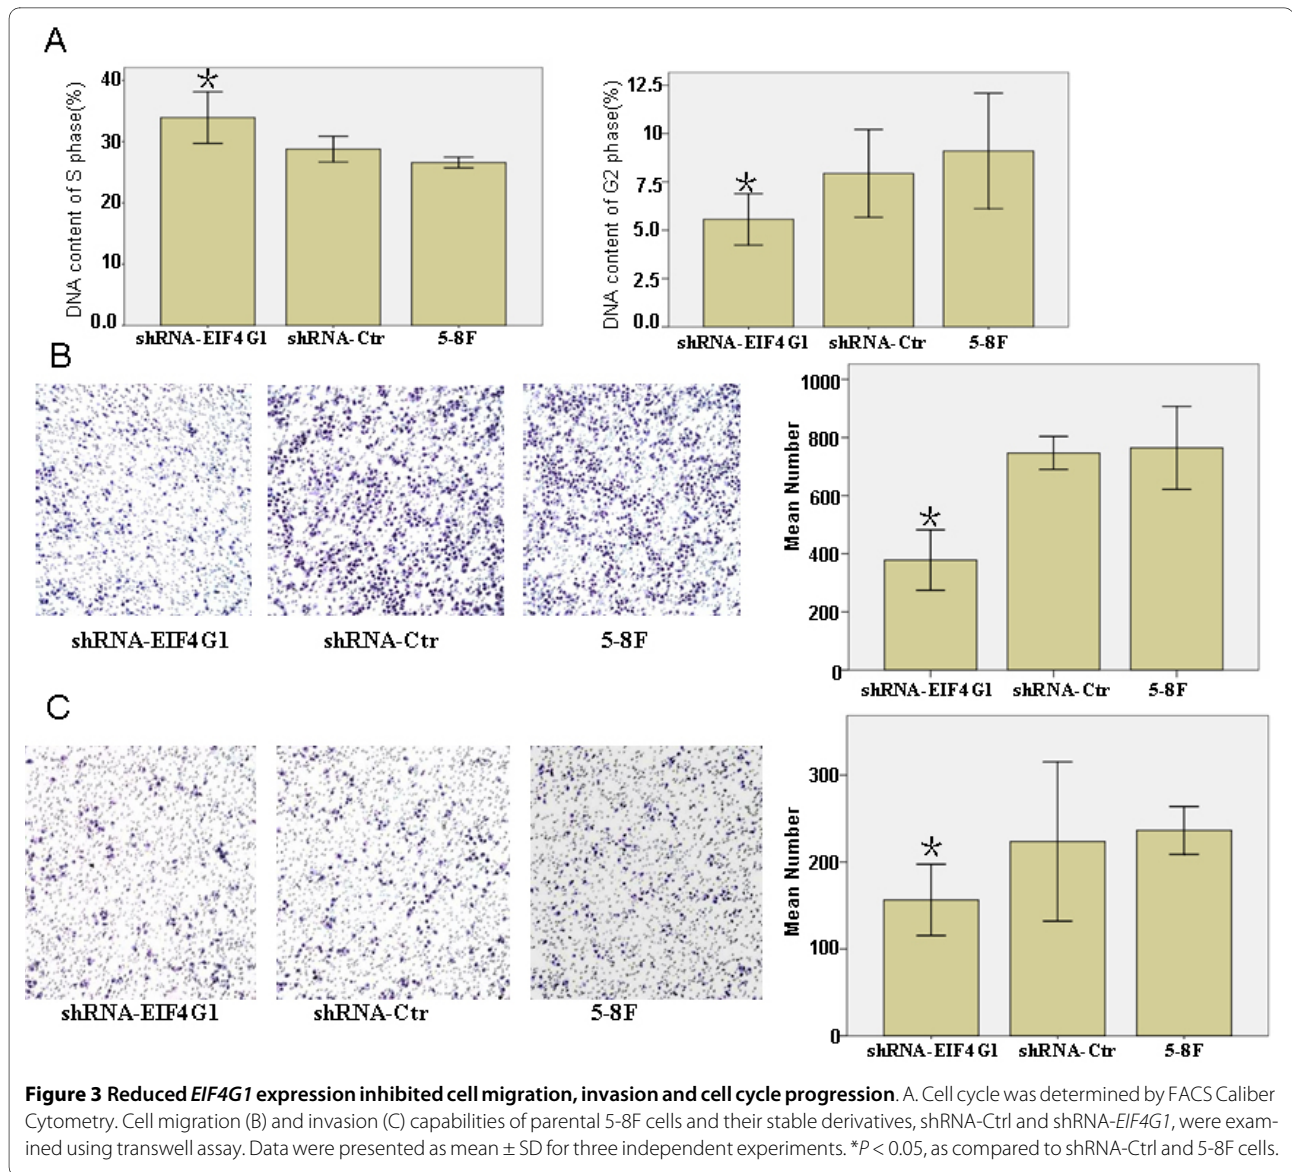 A
DNA content of S phase(%)
40
30
20
10
0.0
shRNA-EIF4G1 shRNA-Ctr 5-8F
*
DNA content of G2 phase(%)
12.5
10
7.5
5.0
2.5
0.0
shRNA-EIF4G1 shRNA-Ctr 5-8F
*
B
shRNA-EIF4G1 shRNA-Ctr 5-8F
Mean Number
1000
800
600
400
200
0
shRNA-EIF4G1 shRNA-Ctr 5-8F
*
C
shRNA-EIF4G1 shRNA-Ctr 5-8F
Mean Number
300
200
100
0
shRNA-EIF4G1 shRNA-Ctr 5-8F
*
Figure 3 Reduced EIF4G1 expression inhibited cell migration, invasion and cell cycle progression. A. Cell cycle was determined by FACS Caliber
Cytometry. Cell migration (B) and invasion (C) capabilities of parental 5-8F cells and their stable derivatives, shRNA-Ctrl and shRNA-EIF4G1, were exam-
ined using transwell assay. Data were presented as mean ± SD for three independent experiments. *P < 0.05, as compared to shRNA-Ctrl and 5-8F cells.